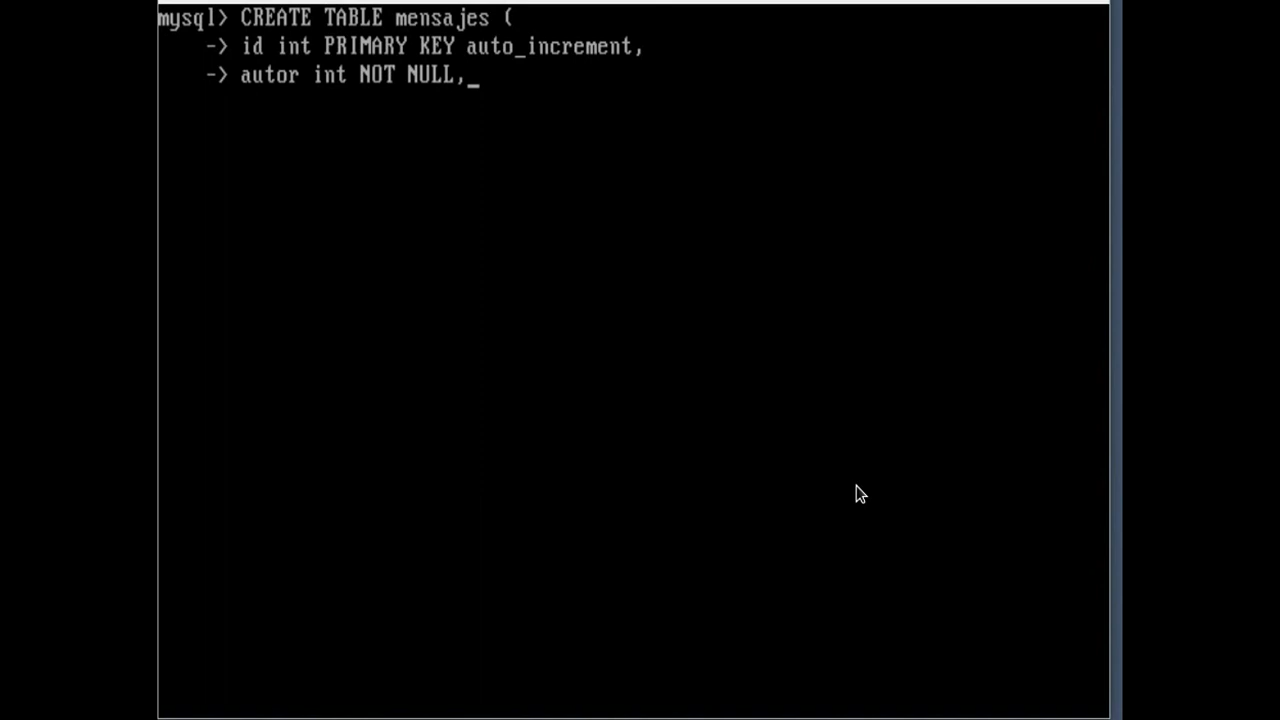 mysql> CREATE TABLE mensajes (
-> id int PRIMARY KEY auto_increment,
-> autor int NOT NULL,_